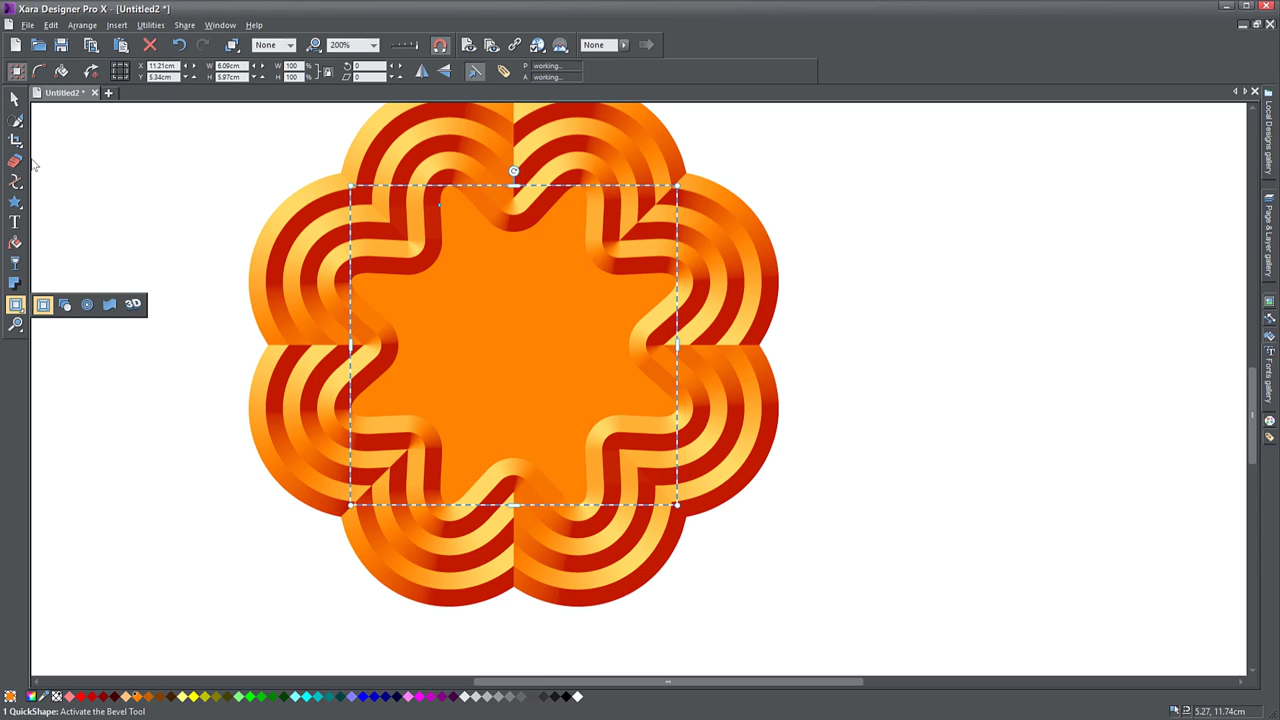 Xara Designer Pro X - [Untitled2 *]
File Edit Arrange Insert Utilities Share Window Help
None 200% None
X 11.21cm W 6.09cm W 100 % 0 P working...
Y 5.34cm H 5.97cm H 100 % 0 A working...
Untitled2 *
Local Designs gallery
Page & Layer gallery
Fonts gallery
T
3D
1 QuickShape: Activate the Bevel Tool
5.27, 11.74cm